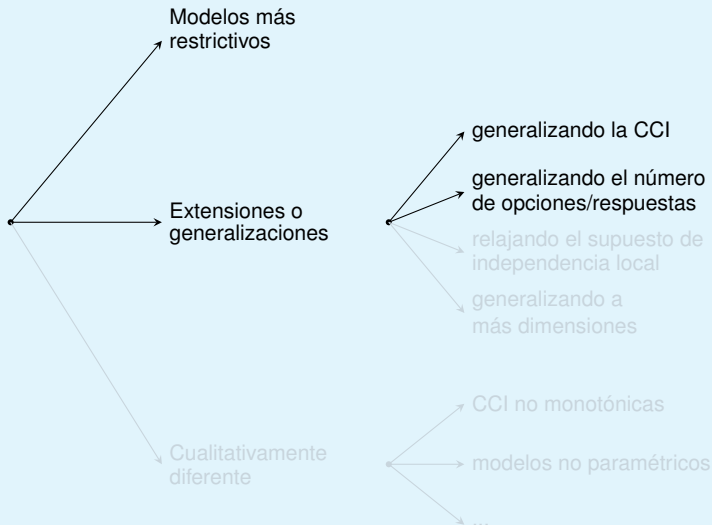 Modelos más
restrictivos
generalizando la CCI
generalizando el número
de opciones/respuestas
Extensiones o
generalizaciones
relajando el supuesto de
independencia local
generalizando a
más dimensiones
CCI no monotónicas
Cualitativamente
diferente
modelos no paramétricos
...